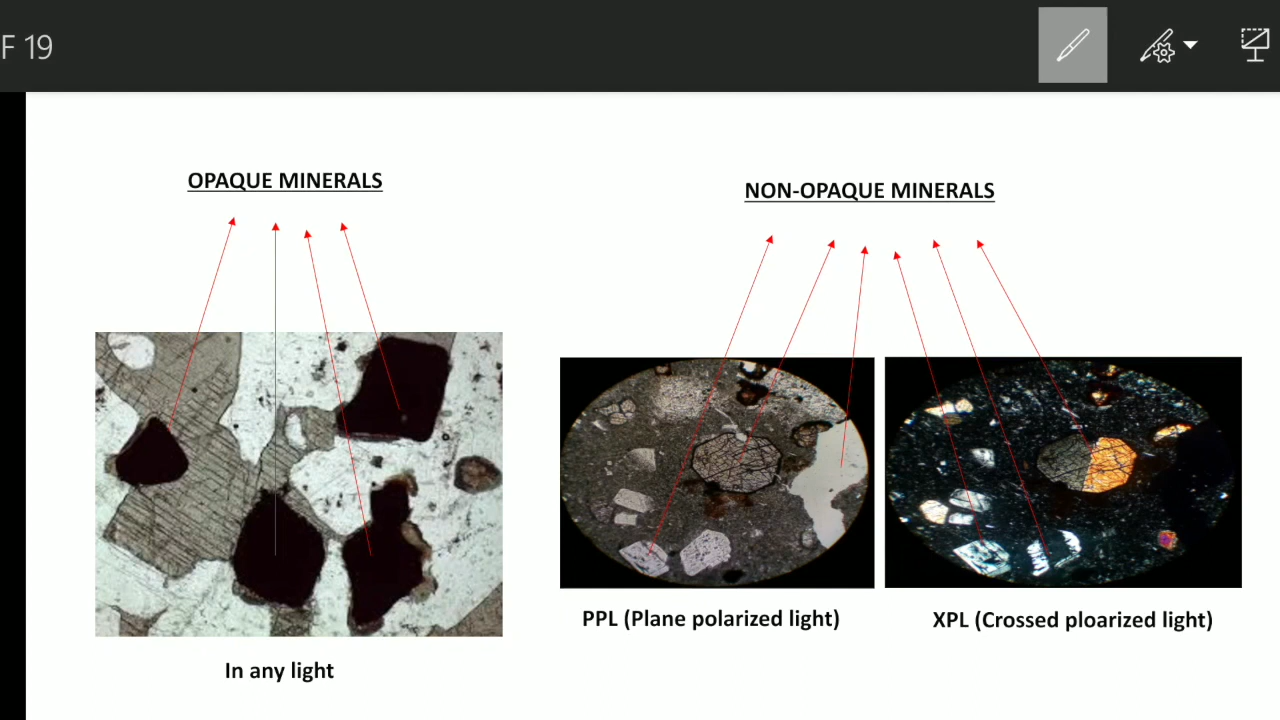 F 19
OPAQUE MINERALS
NON-OPAQUE MINERALS
PPL (Plane polarized light)
XPL (Crossed ploarized light)
In any light